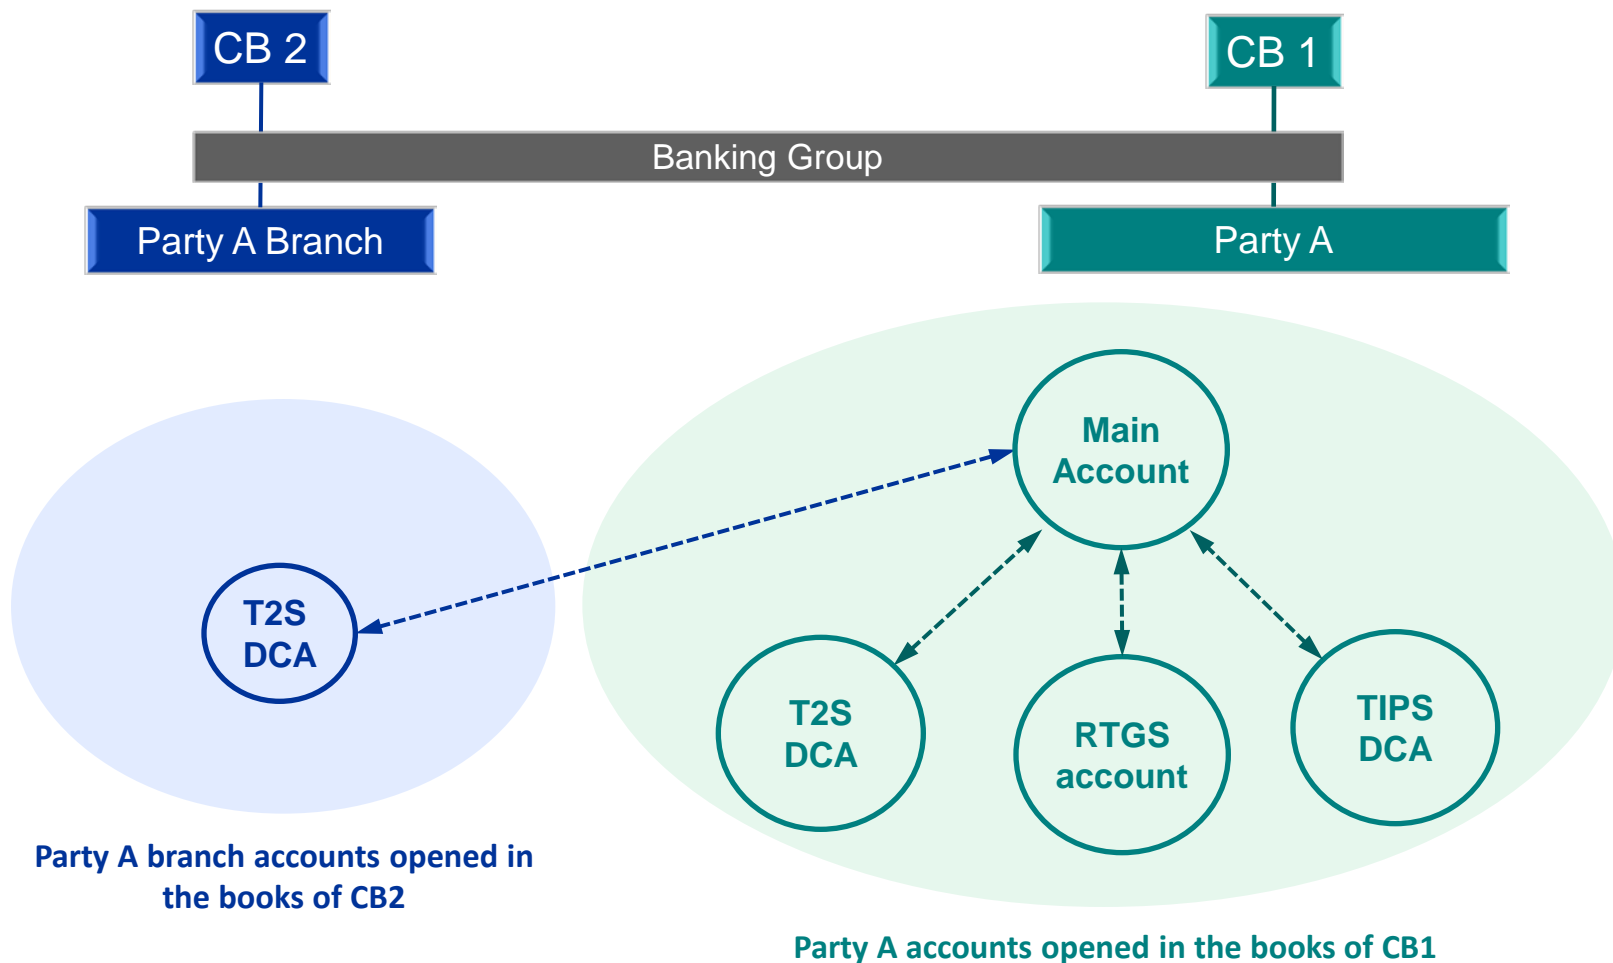 CB 2
CB 1
Banking Group
Party A Branch
Party A
Main
Account
T2S
DCA
T2S
DCA
RTGS
account
TIPS
DCA
Party A branch accounts opened in
the books of CB2
Party A accounts opened in the books of CB1